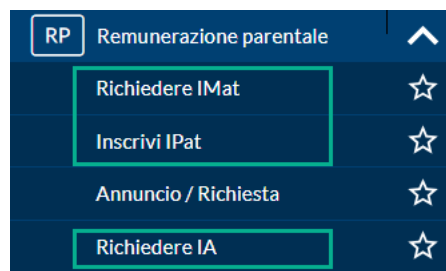 RP Remunerazione parentale
Richiedere IMat
Inscrivi IPat
Annuncio / Richiesta
Richiedere IA